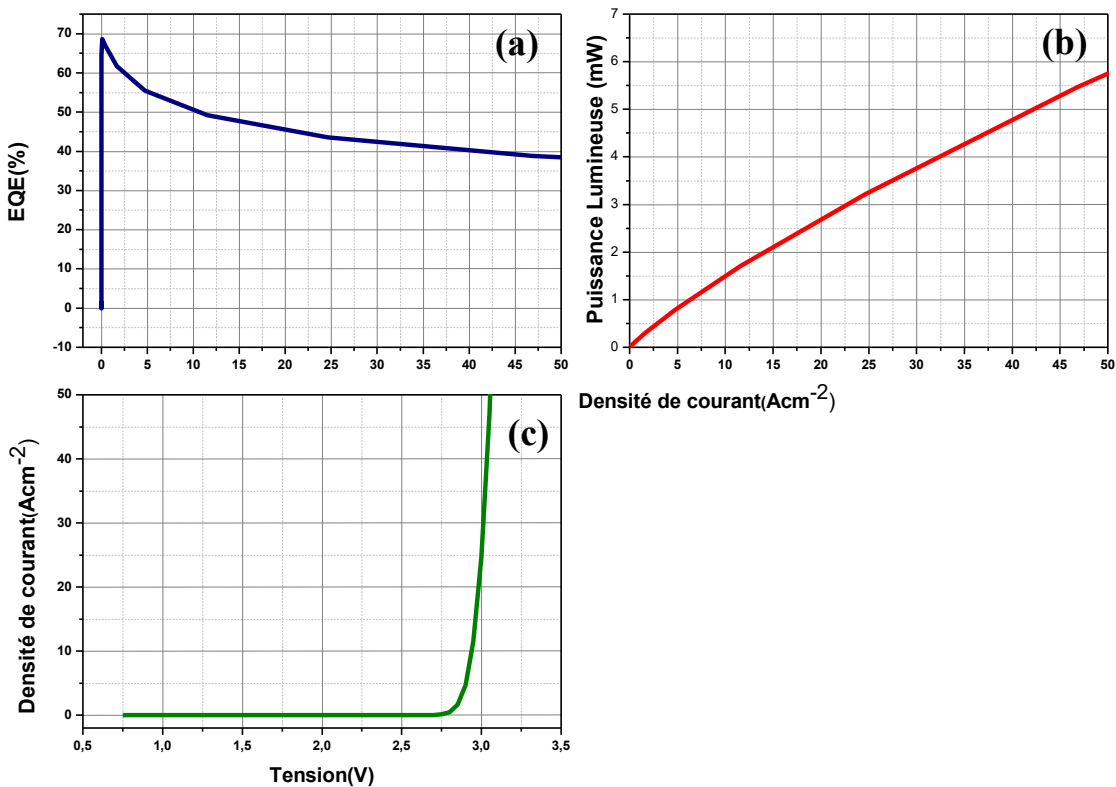 (a)
EQE(%)
70
60
50
40
30
20
10
0
-10
0 5 10 15 20 25 30 35 40 45 50
(b)
Puissance Lumineuse (mW)
7
6
5
4
3
2
1
0
0 5 10 15 20 25 30 35 40 45 50
Densité de courant(Acm-2)
(c)
Densité de courant(Acm-2)
50
40
30
20
10
0
0,5 1,0 1,5 2,0 2,5 3,0 3,5
Tension(V)